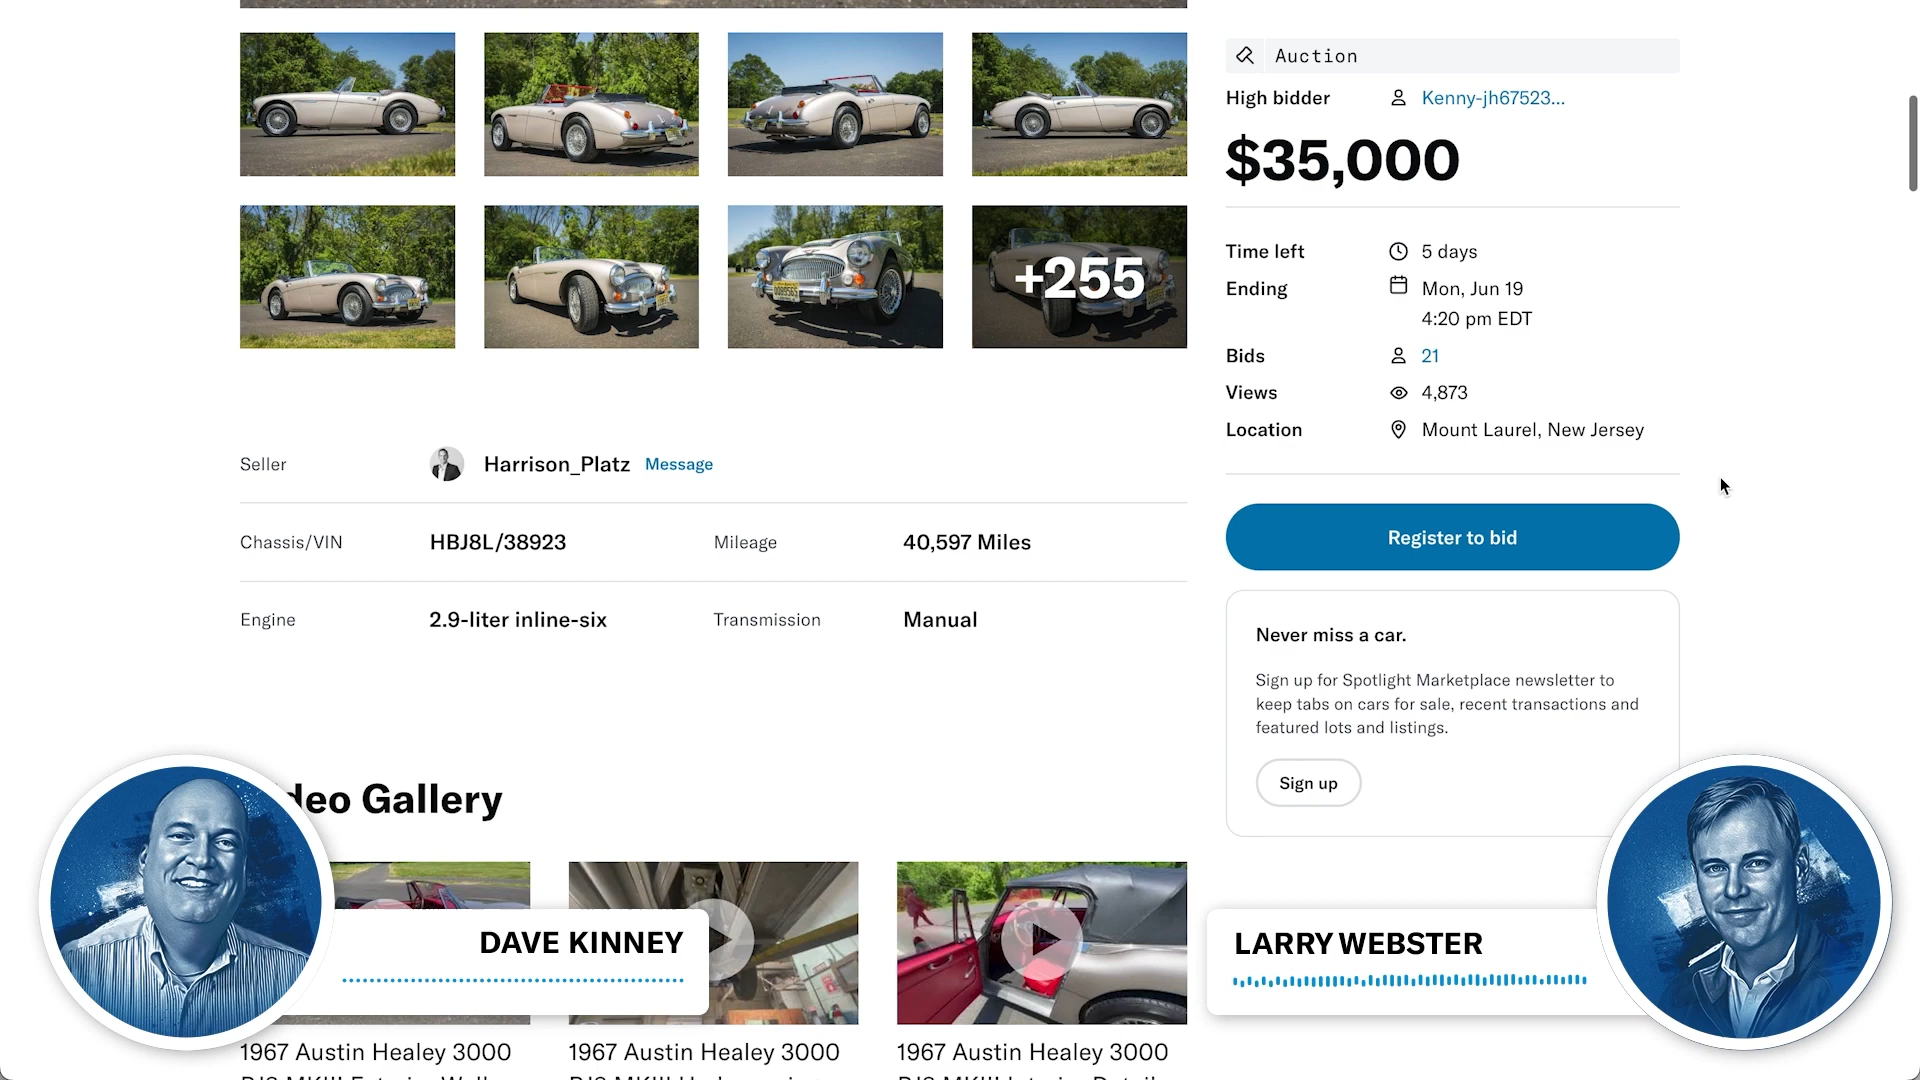 Auction
High bidder Kenny-jh67523...
$35,000
+255
Time left 5 days
Ending Mon, Jun 19
4:20 pm EDT
Bids 21
Views 4,873
Location Mount Laurel, New Jersey
Seller Harrison_Platz Message
Chassis/VIN HBJ8L/38923 Mileage 40,597 Miles
Engine 2.9-liter inline-six Transmission Manual
Register to bid
Never miss a car.
Sign up for Spotlight Marketplace newsletter to
keep tabs on cars for sale, recent transactions and
featured lots and listings.
Sign up
deo Gallery
DAVE KINNEY
LARRY WEBSTER
1967 Austin Healey 3000
1967 Austin Healey 3000
1967 Austin Healey 3000